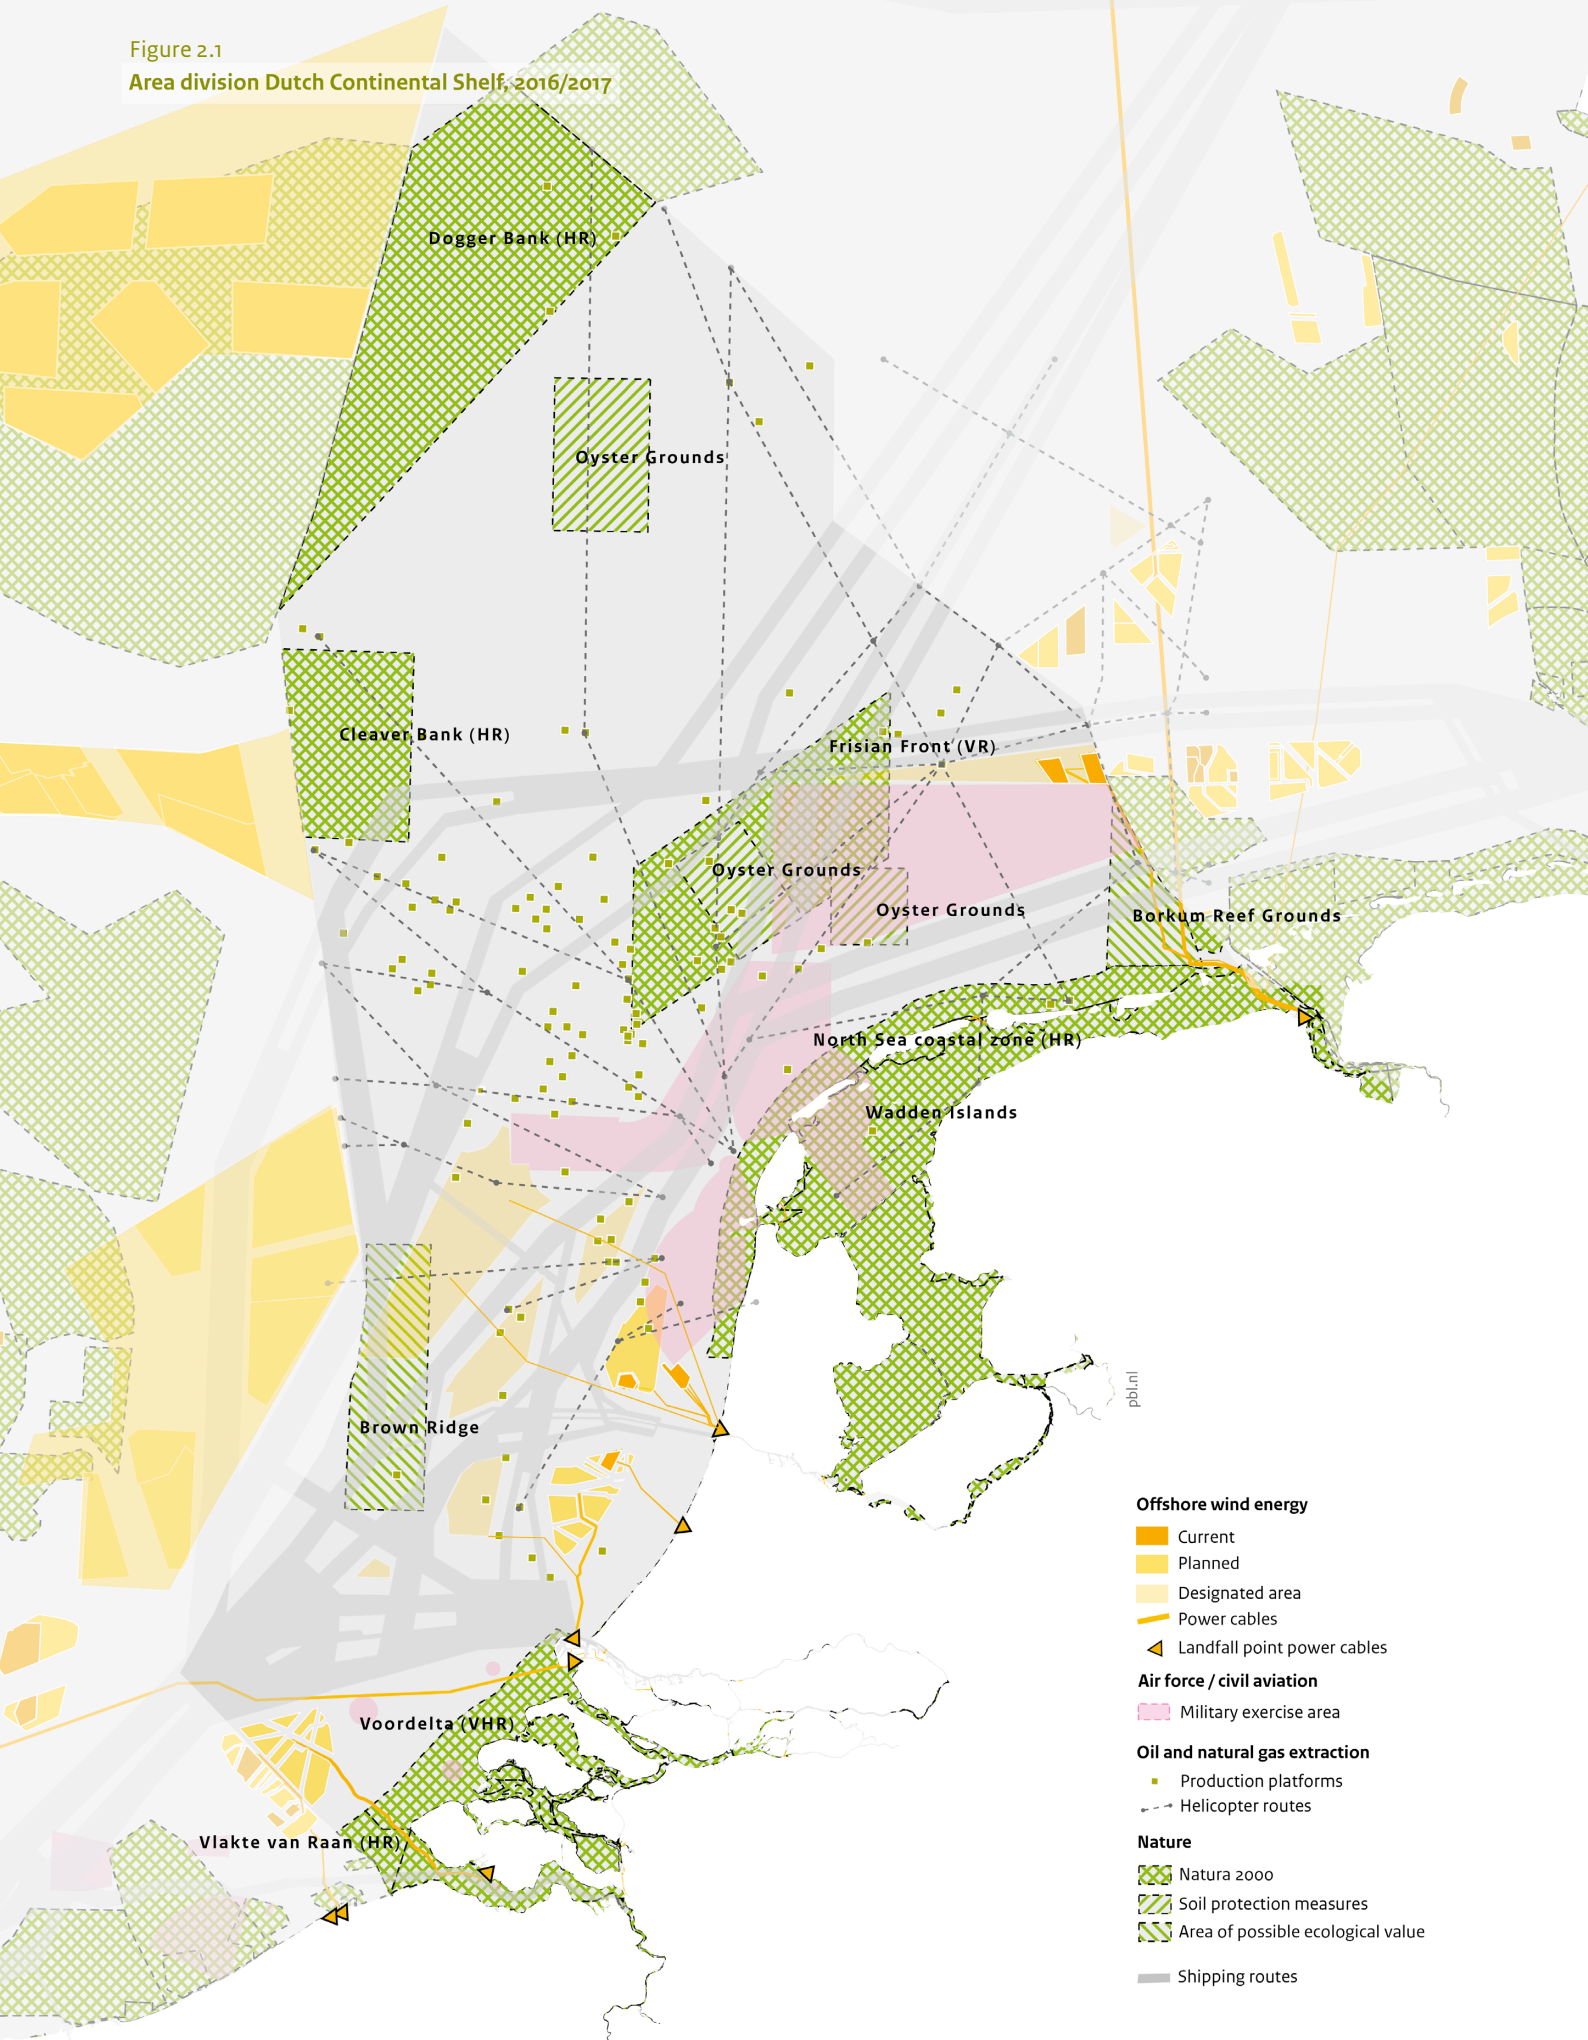 Figure 2.1
Area division Dutch Continental Shelf, 2016/2017
Dogger Bank (HR)
Oyster Grounds
Cleaver Bank (HR)
Frisian Front (VR)
Oyster Grounds
Oyster Grounds
Borkum Reef Grounds
North Sea coastal zone (HR)
Wadden Islands
Brown Ridge
pbl.nl
Voordelta (VHR)
Vlakte van Raan (HR)
Offshore wind energy
Current
Planned
Designated area
Power cables
Landfall point power cables
Air force / civil aviation
Military exercise area
Oil and natural gas extraction
Production platforms
Helicopter routes
Nature
Natura 2000
Soil protection measures
Area of possible ecological value
Shipping routes